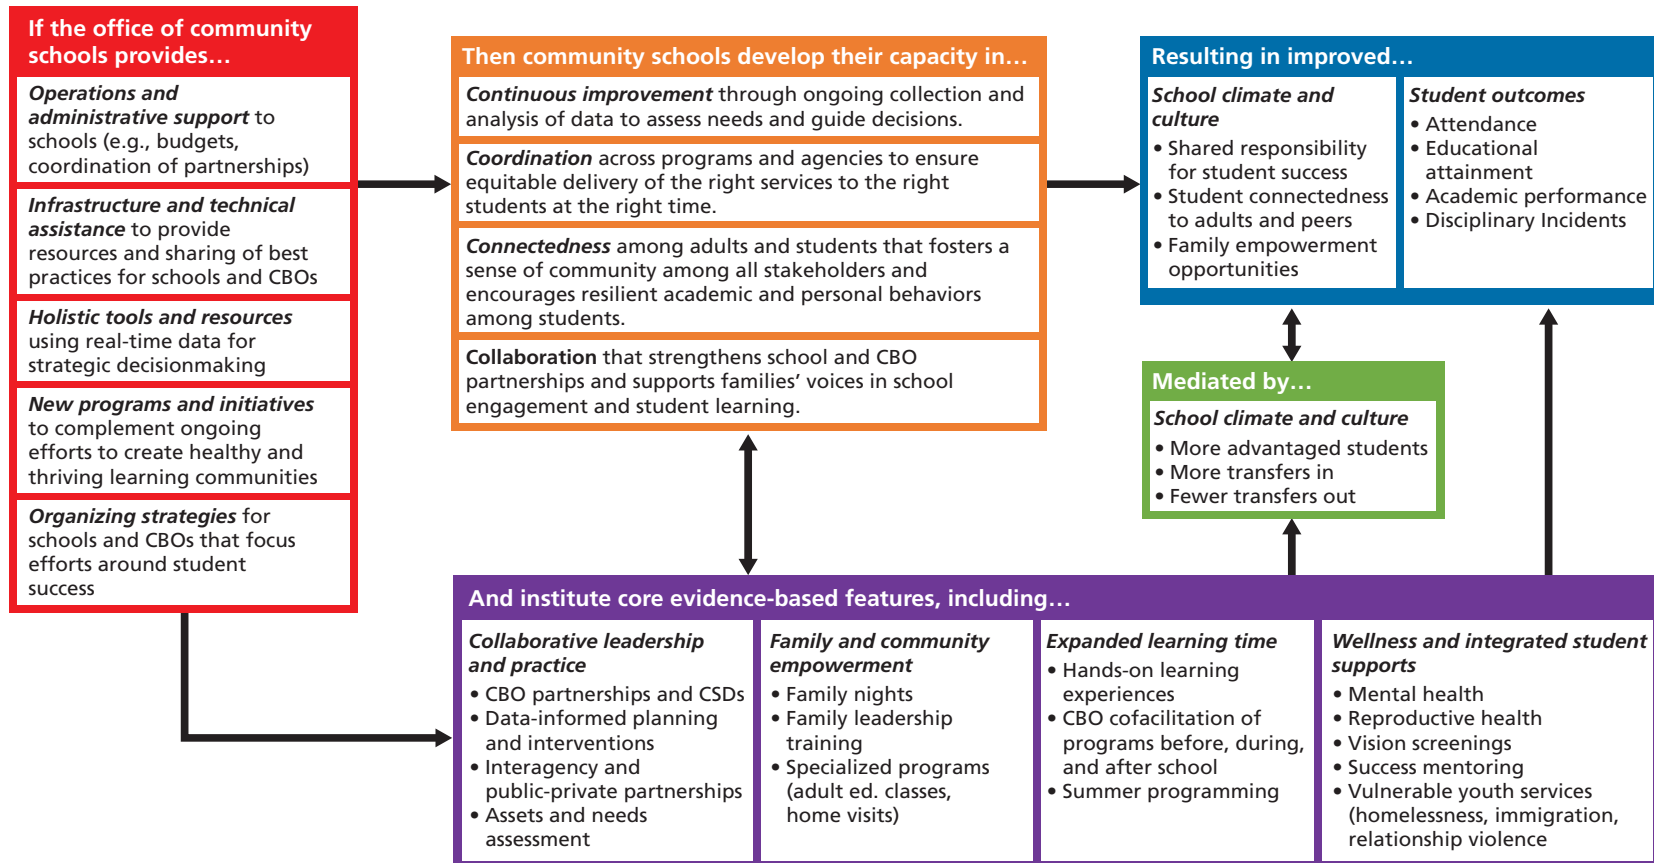 If the office of community
schools provides…
Operations and
administrative support to
schools (e.g., budgets,
coordination of partnerships)
Infrastructure and technical
assistance to provide
resources and sharing of best
practices for schools and CBOs
Holistic tools and resources
using real-time data for
strategic decisionmaking
New programs and initiatives
to complement ongoing
efforts to create healthy and
thriving learning communities
Organizing strategies for
schools and CBOs that focus
efforts around student
success
Then community schools develop their capacity in…
Continuous improvement through ongoing collection and
analysis of data to assess needs and guide decisions.
Coordination across programs and agencies to ensure
equitable delivery of the right services to the right
students at the right time.
Connectedness among adults and students that fosters a
sense of community among all stakeholders and
encourages resilient academic and personal behaviors
among students.
Collaboration that strengthens school and CBO
partnerships and supports families’ voices in school
engagement and student learning.
Resulting in improved…
School climate and
culture
• Shared responsibility
for student success
• Student connectedness
to adults and peers
• Family empowerment
opportunities
Student outcomes
• Attendance
• Educational
attainment
• Academic performance
• Disciplinary Incidents
Mediated by…
School climate and culture
• More advantaged students
• More transfers in
• Fewer transfers out
And institute core evidence-based features, including…
Collaborative leadership
and practice
• CBO partnerships and CSDs
• Data-informed planning
and interventions
• Interagency and
public-private partnerships
• Assets and needs
assessment
Family and community
empowerment
• Family nights
• Family leadership
training
• Specialized programs
(adult ed. classes,
home visits)
Expanded learning time
• Hands-on learning
experiences
• CBO cofacilitation of
programs before, during,
and after school
• Summer programming
Wellness and integrated student
supports
• Mental health
• Reproductive health
• Vision screenings
• Success mentoring
• Vulnerable youth services
(homelessness, immigration,
relationship violence